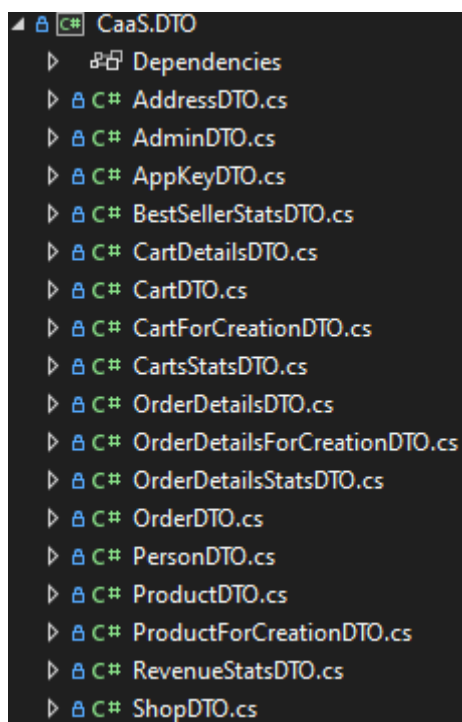 C# CaaS.DTO
Dependencies
C# AddressDTO.cs
C# AdminDTO.cs
C# AppKeyDTO.cs
C# BestSellerStatsDTO.cs
C# CartDetailsDTO.cs
C# CartDTO.cs
C# CartForCreationDTO.cs
C# CartsStatsDTO.cs
C# OrderDetailsDTO.cs
C# OrderDetailsForCreationDTO.cs
C# OrderDetailsStatsDTO.cs
C# OrderDTO.cs
C# PersonDTO.cs
C# ProductDTO.cs
C# ProductForCreationDTO.cs
C# RevenueStatsDTO.cs
C# ShopDTO.cs